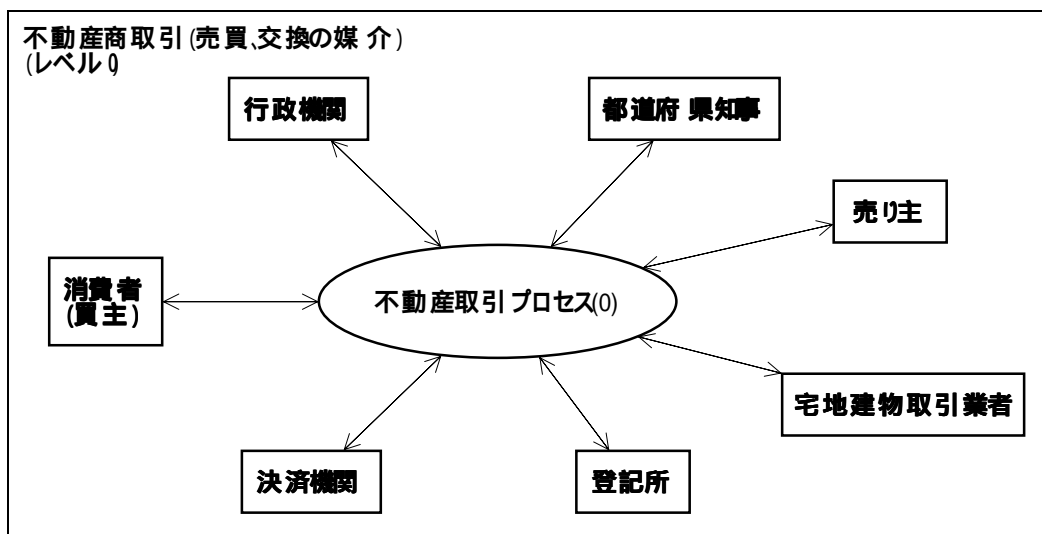 不動産商取引(売買、交換の媒介)
(レベル0)
行政機関
都道府県知事
売り主
消費者
(買主)
不動産取引プロセス(0)
宅地建物取引業者
決済機関
登記所